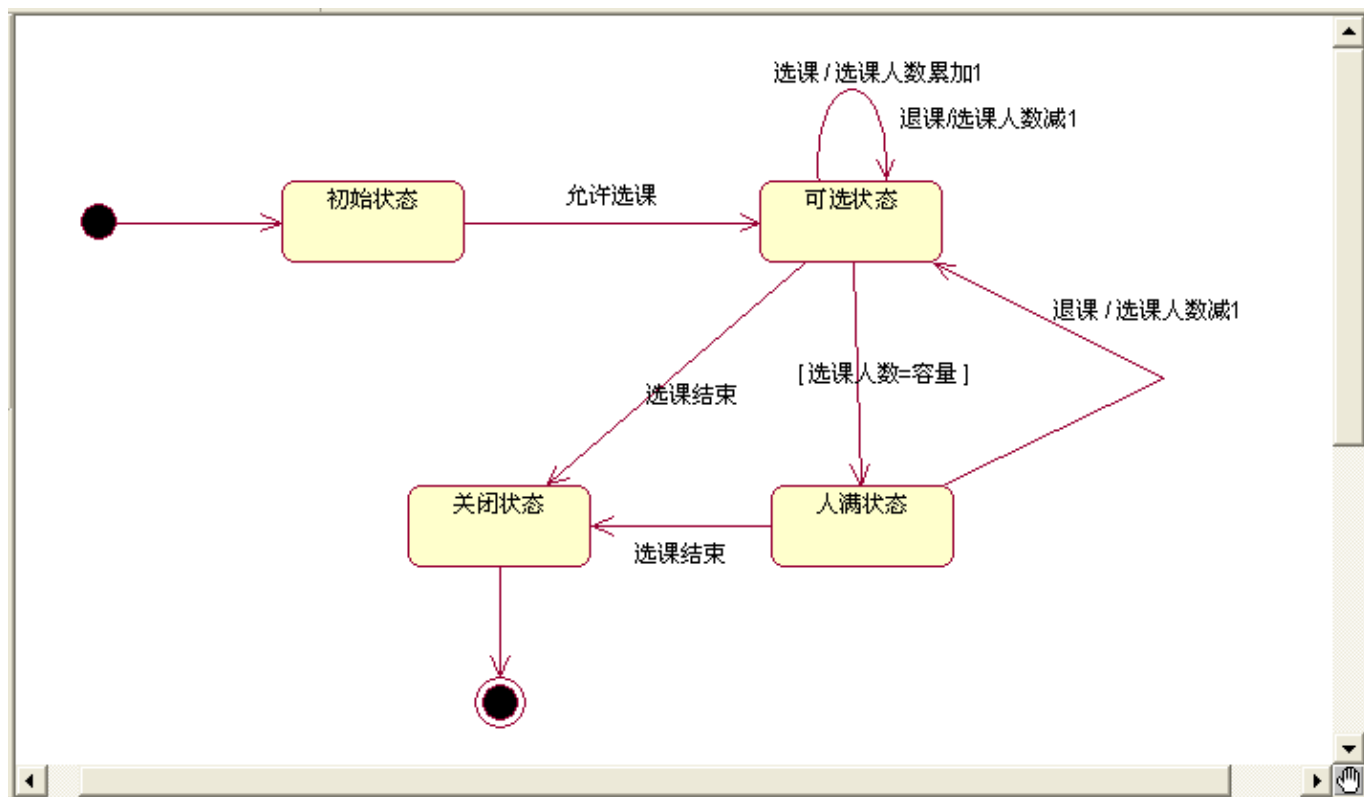 选课 / 选课人数累加1
退课/选课人数减1
初始状态
允许选课
可选状态
退课 / 选课人数减1
[ 选课人数=容量 ]
选课结束
关闭状态
人满状态
选课结束